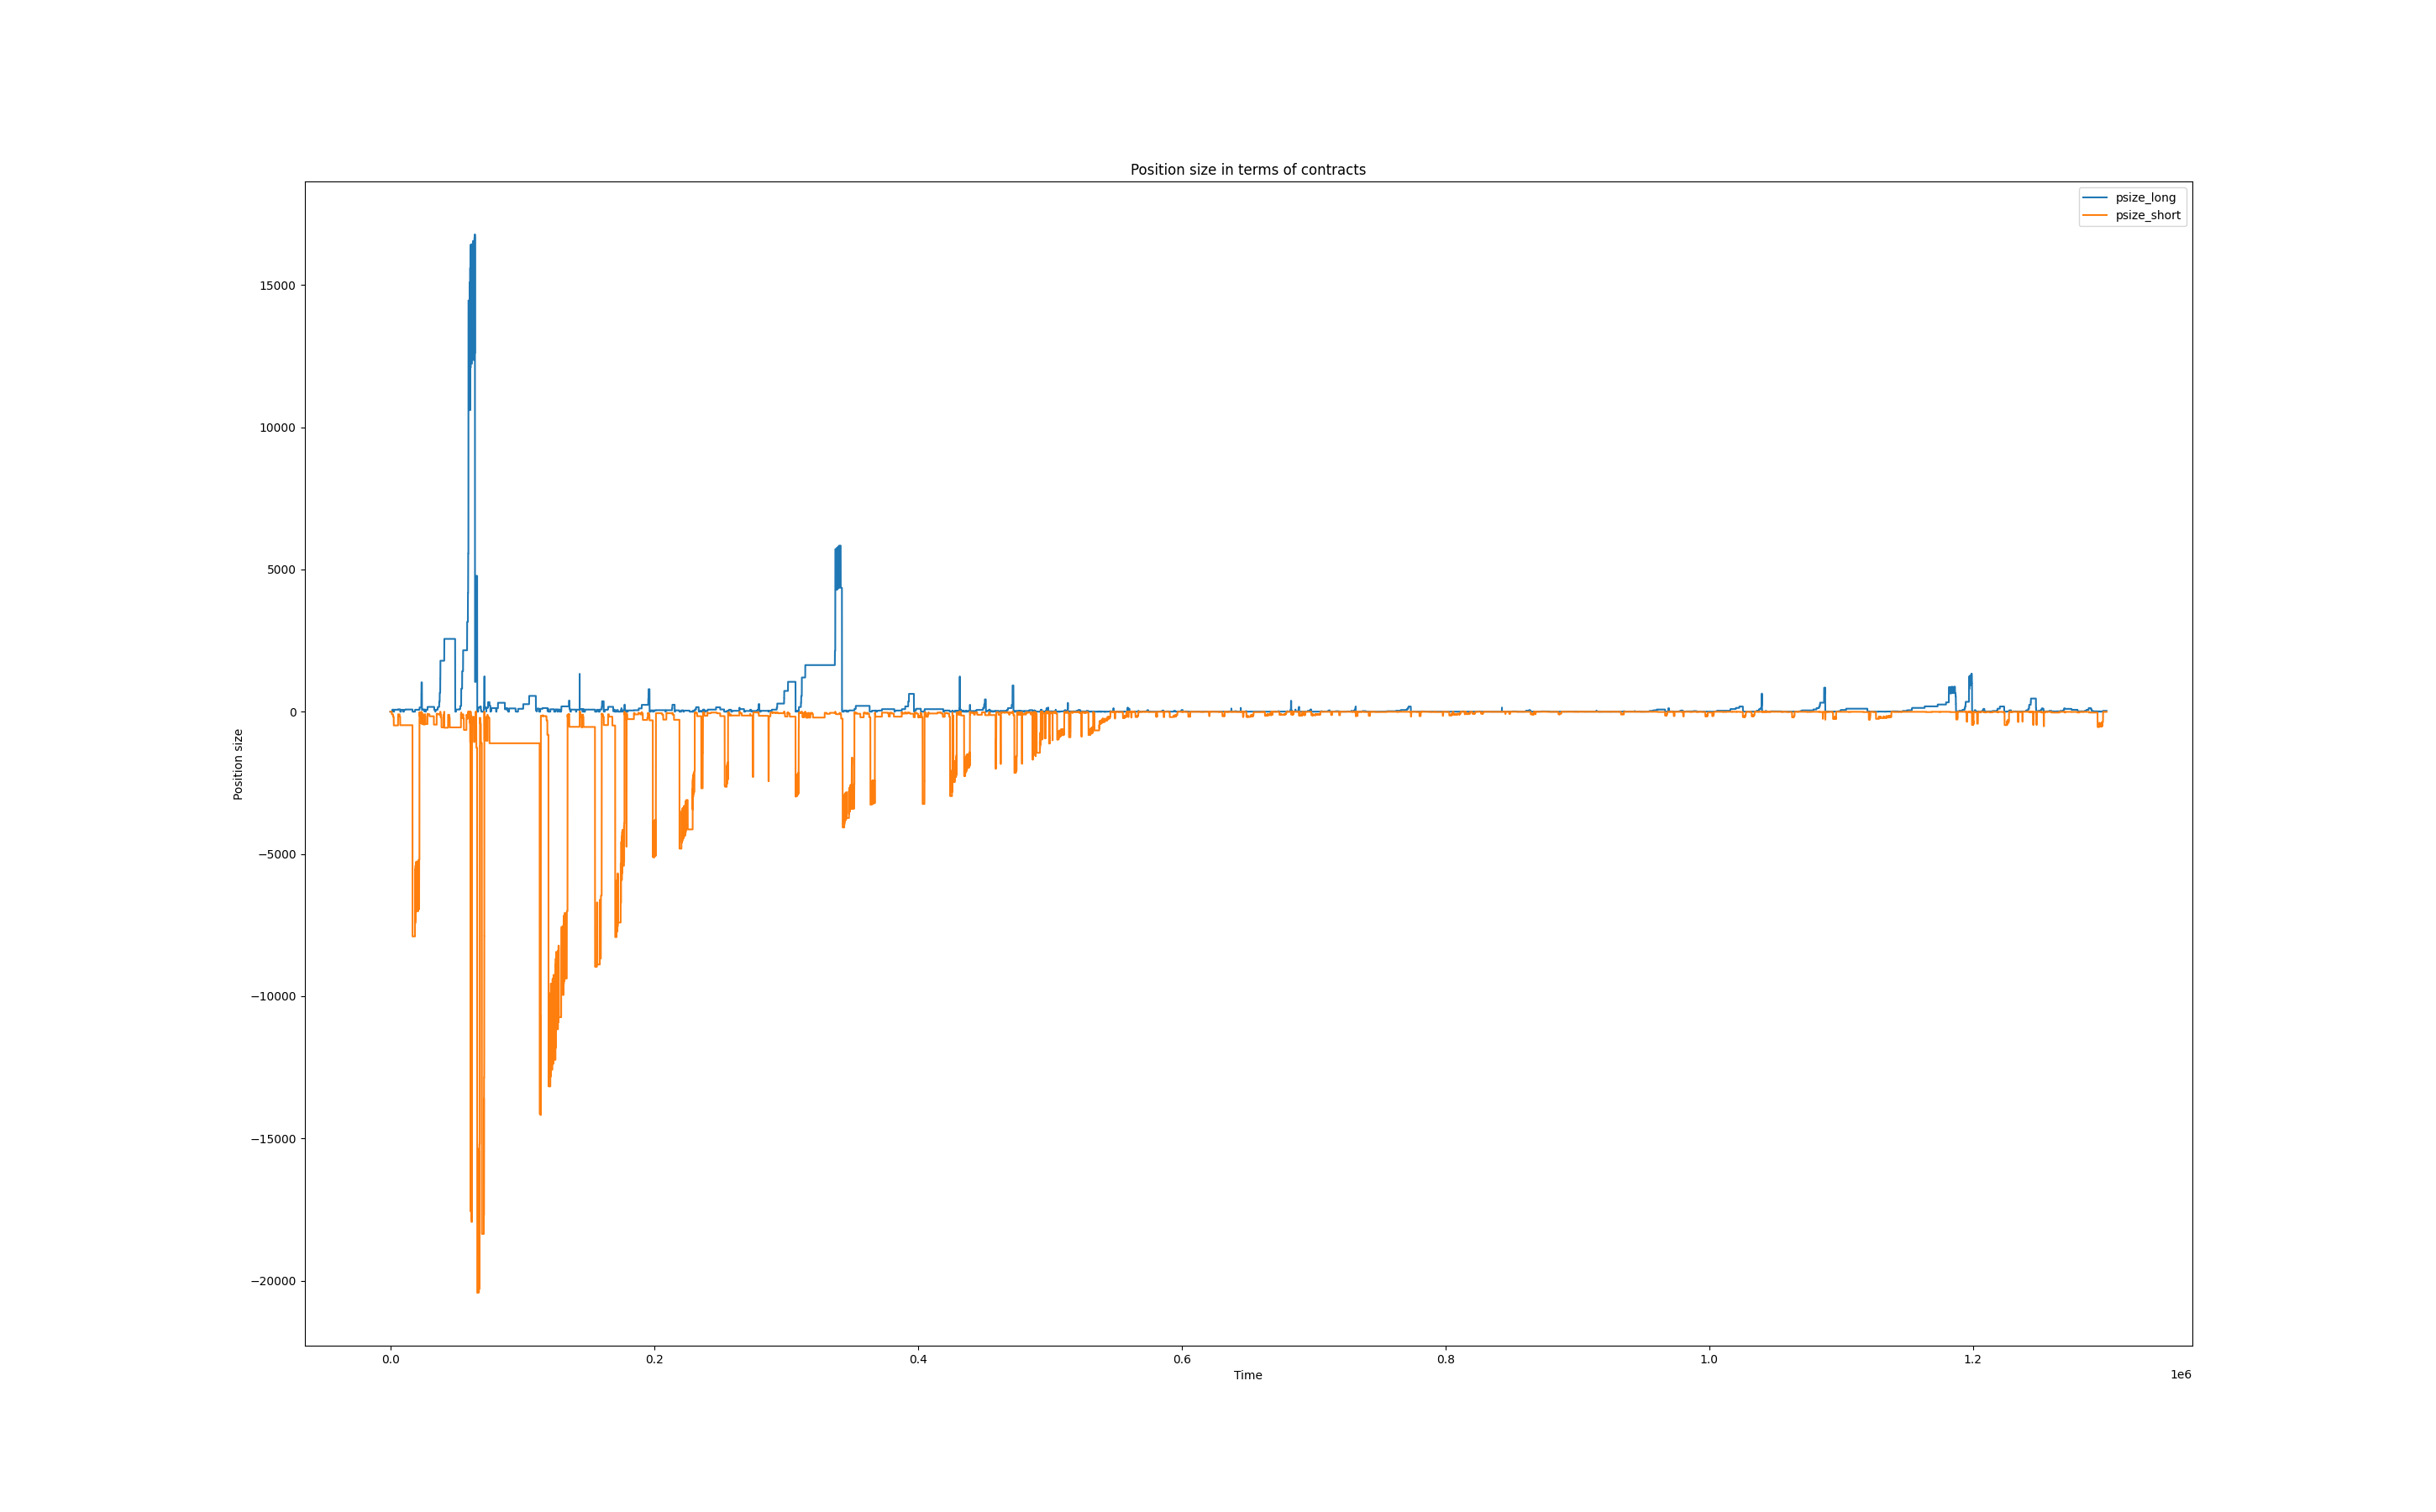 Position size in terms of contracts
psize_long
psize_short
15000
10000
5000
0
−5000
−10000
−15000
−20000
Position size
0.0 0.2 0.4 0.6 0.8 1.0 1.2
Time
1e6